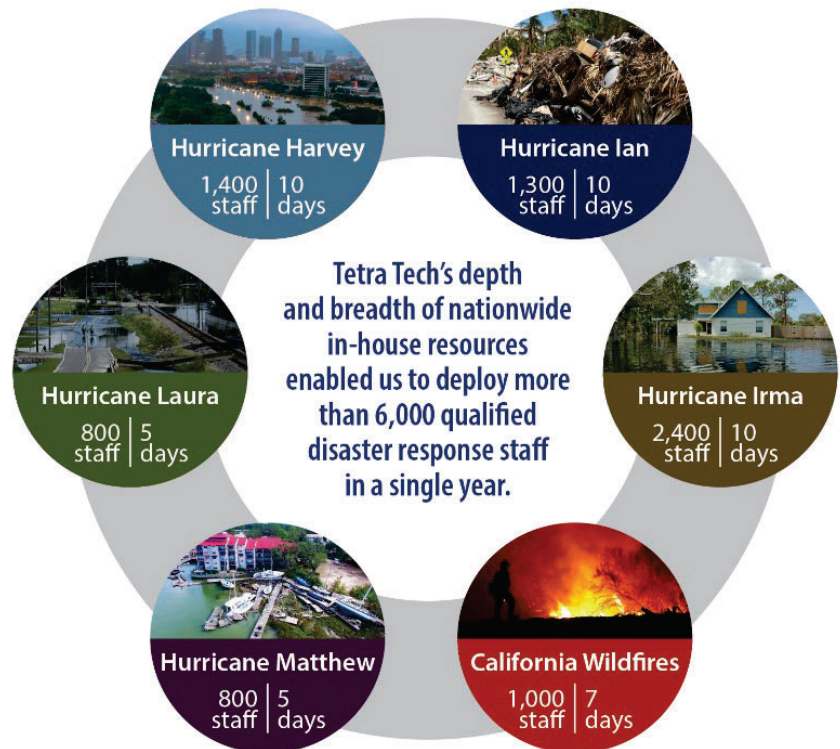 Hurricane Harvey
1,400 | 10
staff | days
Hurricane Ian
1,300 | 10
staff | days
Hurricane Laura
800 | 5
staff | days
Tetra Tech's depth
and breadth of nationwide
in-house resources
enabled us to deploy more
than 6,000 qualified
disaster response staff
in a single year.
Hurricane Irma
2,400 | 10
staff | days
Hurricane Matthew
800 | 5
staff | days
California Wildfires
1,000 | 7
staff | days